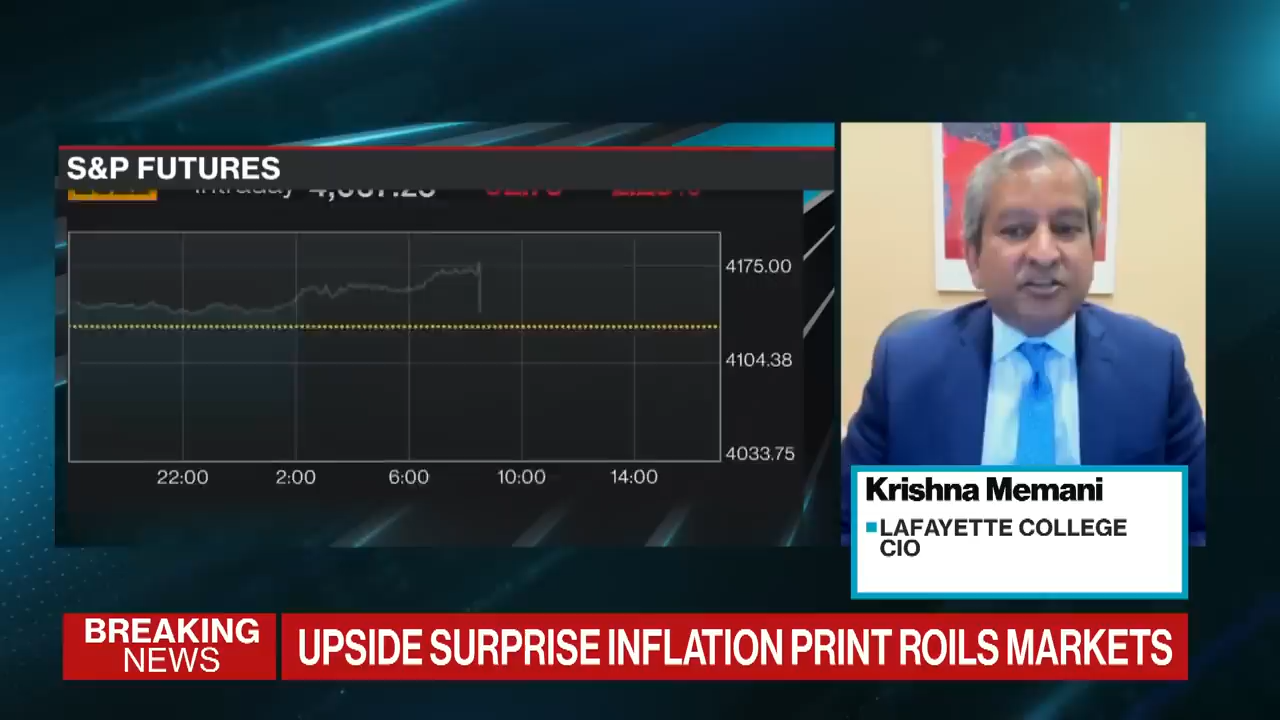 S&P FUTURES
Intraday
4175.00
4104.38
4033.75
22:00 2:00 6:00 10:00 14:00
Krishna Memani
LAFAYETTE COLLEGE
CIO
BREAKING
NEWS
UPSIDE SURPRISE INFLATION PRINT ROILS MARKETS